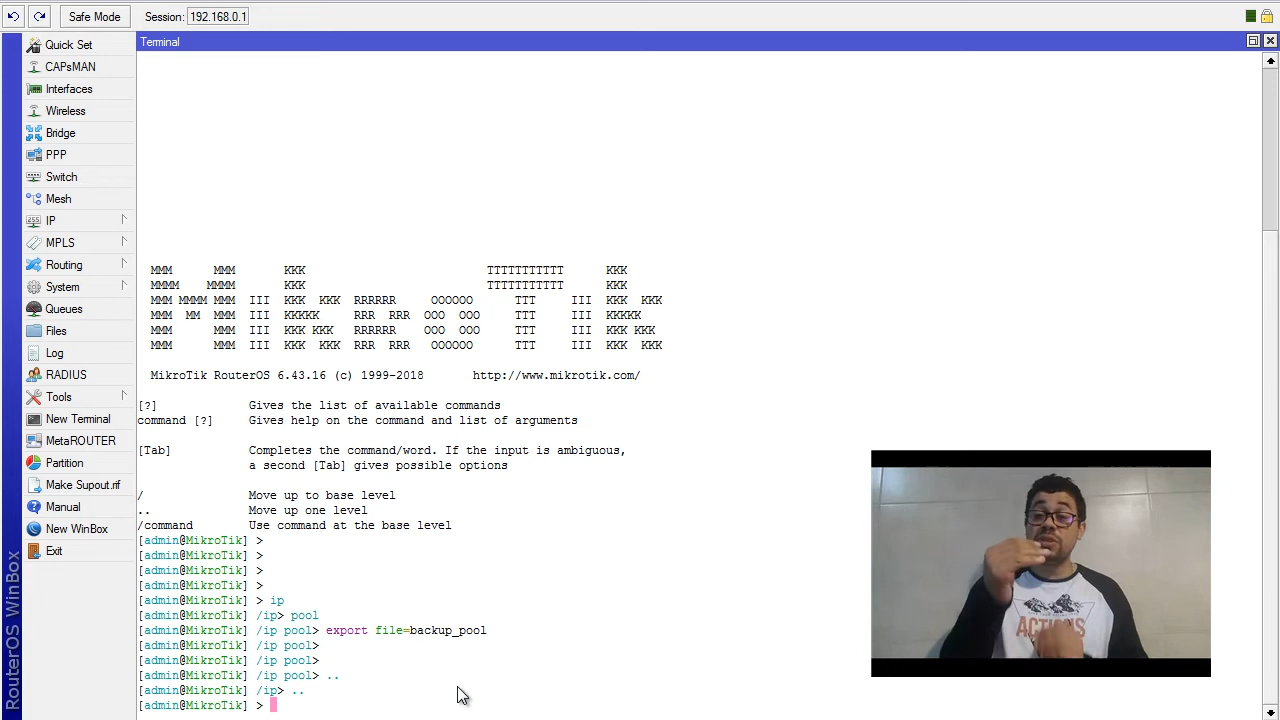 Safe Mode Session: 192.168.0.1
Terminal
Quick Set
CAPsMAN
Interfaces
Wireless
Bridge
PPP
Switch
Mesh
IP
MPLS
Routing
System
Queues
Files
Log
RADIUS
Tools
New Terminal
MetaROUTER
Partition
Make Supout.rif
Manual
New WinBox
Exit
RouterOS WinBox
MMM MMM KKK TTTTTTTTTTT KKK
MMMM MMMM KKK TTTTTTTTTTT KKK
MMM MMMM MMM III KKK KKK RRRRRR OOOOOO TTT III KKK KKK
MMM MM MMM III KKKKK RRR RRR OOO OOO TTT III KKKKK
MMM MMM III KKK KKK RRRRRR OOO OOO TTT III KKK KKK
MMM MMM III KKK KKK RRR RRR OOOOOO TTT III KKK KKK
MikroTik RouterOS 6.43.16 (c) 1999-2018 http://www.mikrotik.com/
[?] Gives the list of available commands
command [?] Gives help on the command and list of arguments
[Tab] Completes the command/word. If the input is ambiguous,
a second [Tab] gives possible options
/ Move up to base level
.. Move up one level
/command Use command at the base level
[admin@MikroTik] >
[admin@MikroTik] >
[admin@MikroTik] >
[admin@MikroTik] >
[admin@MikroTik] > ip
[admin@MikroTik] /ip> pool
[admin@MikroTik] /ip pool> export file=backup_pool
[admin@MikroTik] /ip pool>
[admin@MikroTik] /ip pool>
[admin@MikroTik] /ip pool> ..
[admin@MikroTik] /ip> ..
[admin@MikroTik] >